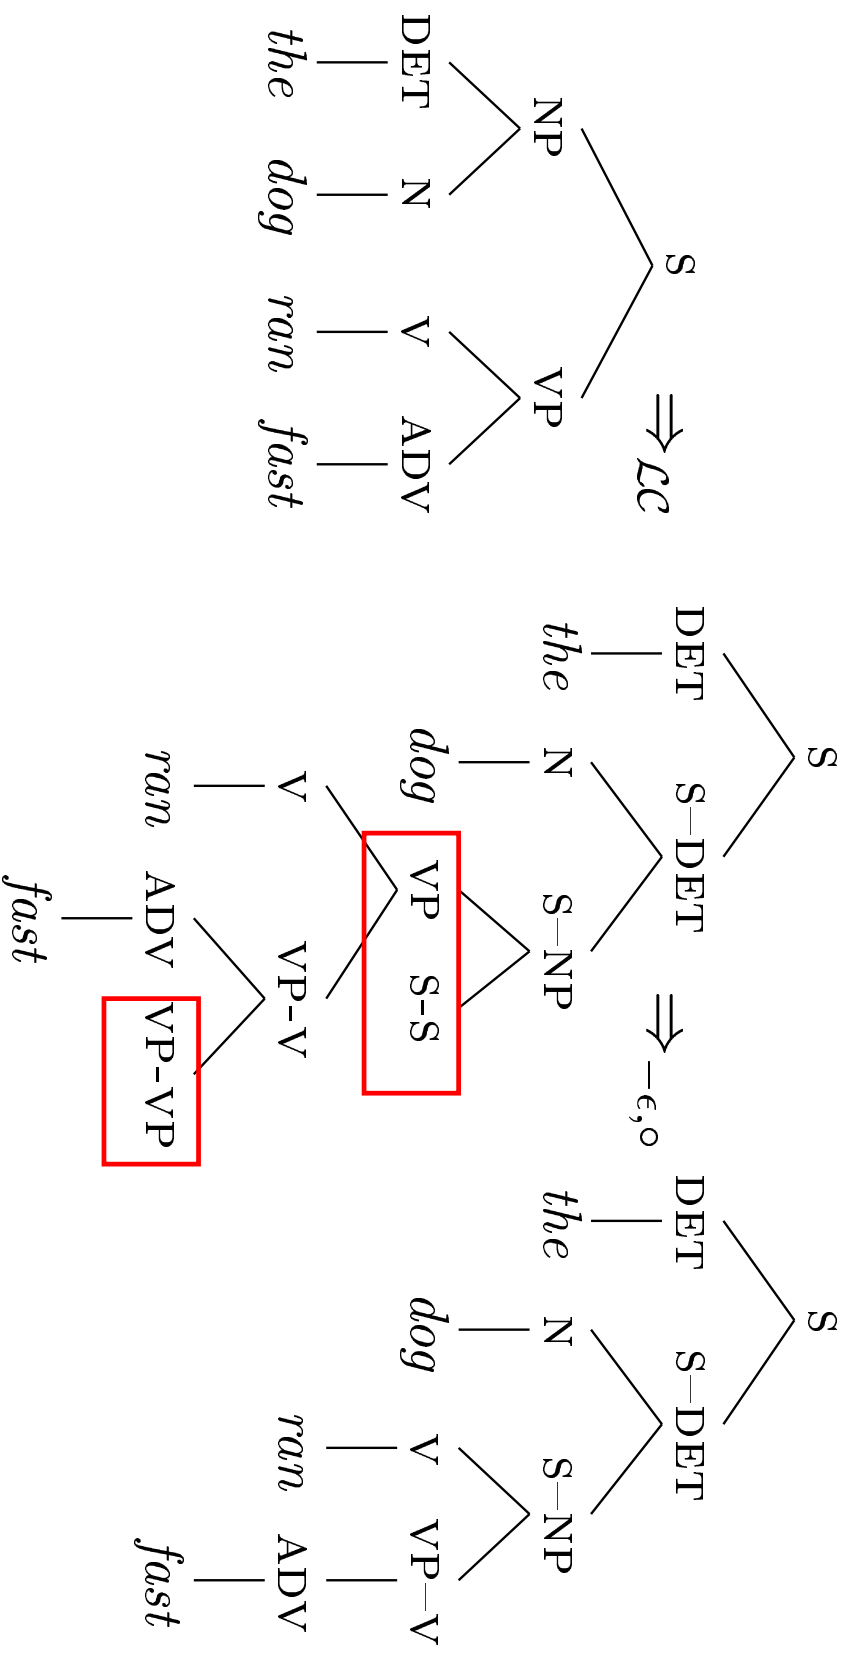 S
NP VP
DET N V ADV
the dog ran fast
⇒LC
S
DET S–DET
the N S–NP
dog VP S-S
V VP-V
ran ADV VP-VP
fast
⇒−ϵ,○
S
DET S–DET
the N S–NP
dog V VP–V
ran ADV
fast